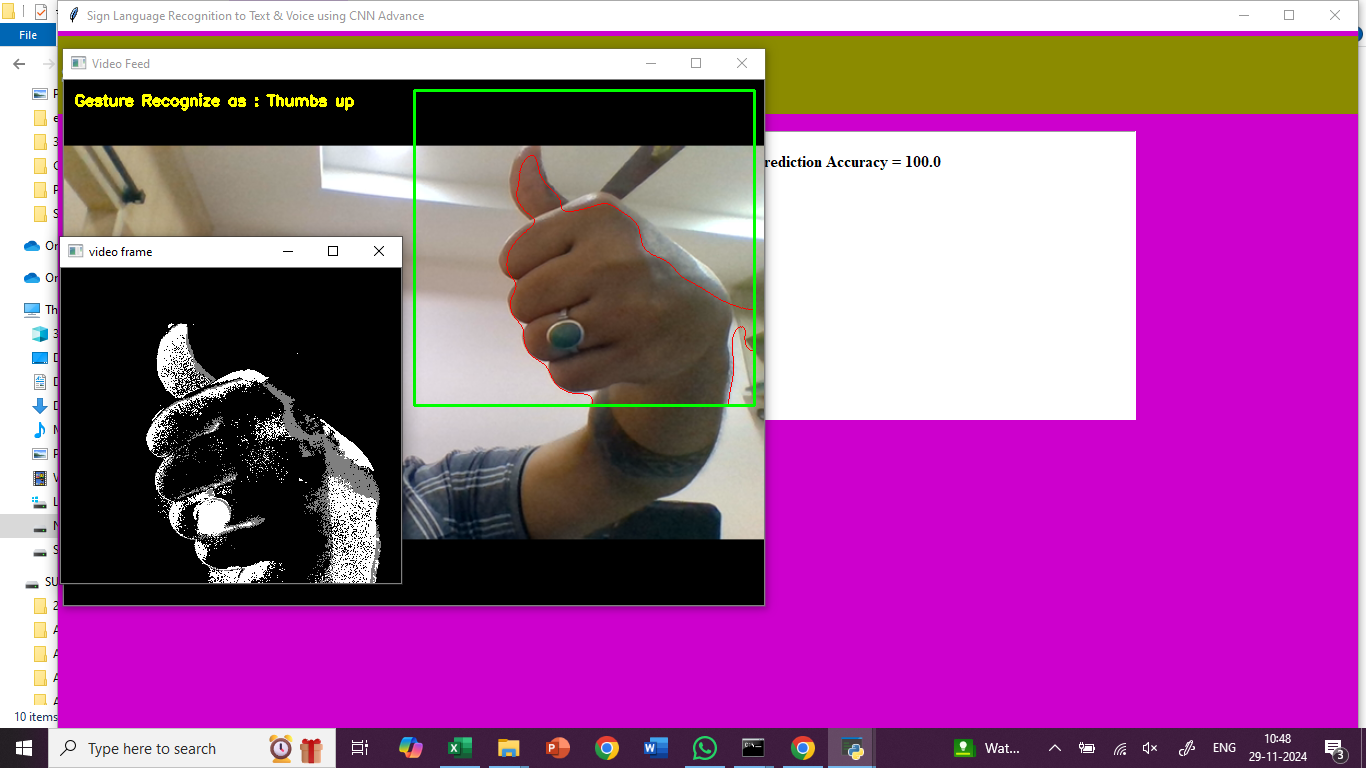 Sign Language Recognition to Text & Voice using CNN Advance
File
Video Feed
Gesture Recognize as : Thumbs up
rediction Accuracy = 100.0
video frame
10 items
Type here to search
Wat...
ENG
10:48
29-11-2024
3